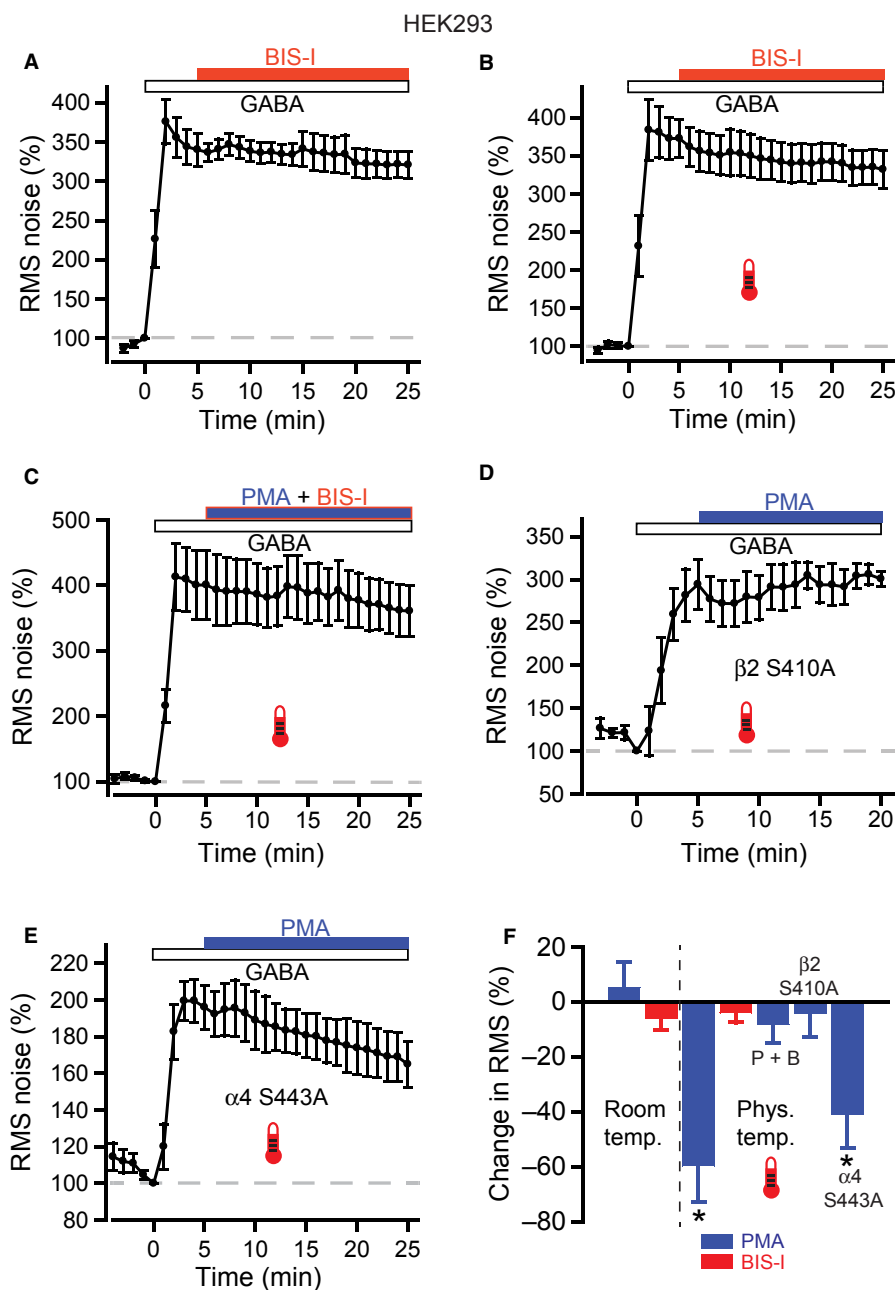 HEK293
A
BIS-I
GABA
RMS noise (%)
400
350
300
250
200
150
100
0 5 10 15 20 25
Time (min)
B
BIS-I
GABA
RMS noise (%)
400
350
300
250
200
150
100
0 5 10 15 20 25
Time (min)
C
PMA + BIS-I
GABA
RMS noise (%)
500
400
300
200
100
0 5 10 15 20 25
Time (min)
D
PMA
GABA
RMS noise (%)
350
300
250
200
150
100
50
β2 S410A
0 5 10 15 20
Time (min)
E
PMA
GABA
RMS noise (%)
220
200
180
160
140
120
100
80
α4 S443A
0 5 10 15 20 25
Time (min)
F
Change in RMS (%)
20
0
–20
–40
–60
–80
β2
S410A
P + B
Room
temp.
Phys.
temp.
*
*
α4
S443A
PMA
BIS-I